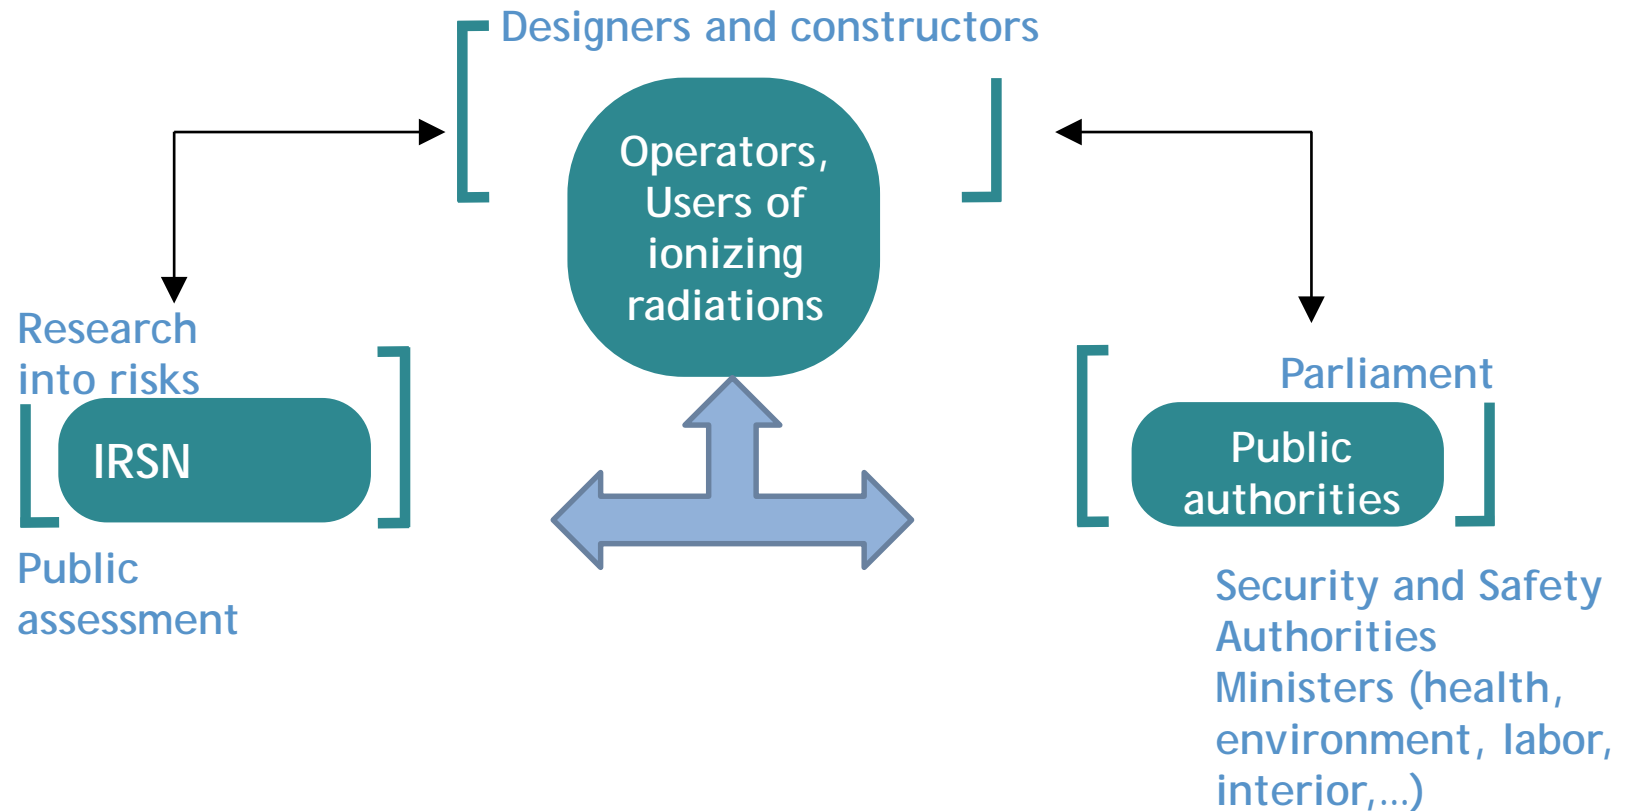 Designers and constructors
Operators,
Users of
ionizing
radiations
Research
into risks
IRSN
Public
assessment
Parliament
Public
authorities
Security and Safety
Authorities
Ministers (health,
environment, labor,
interior,...)